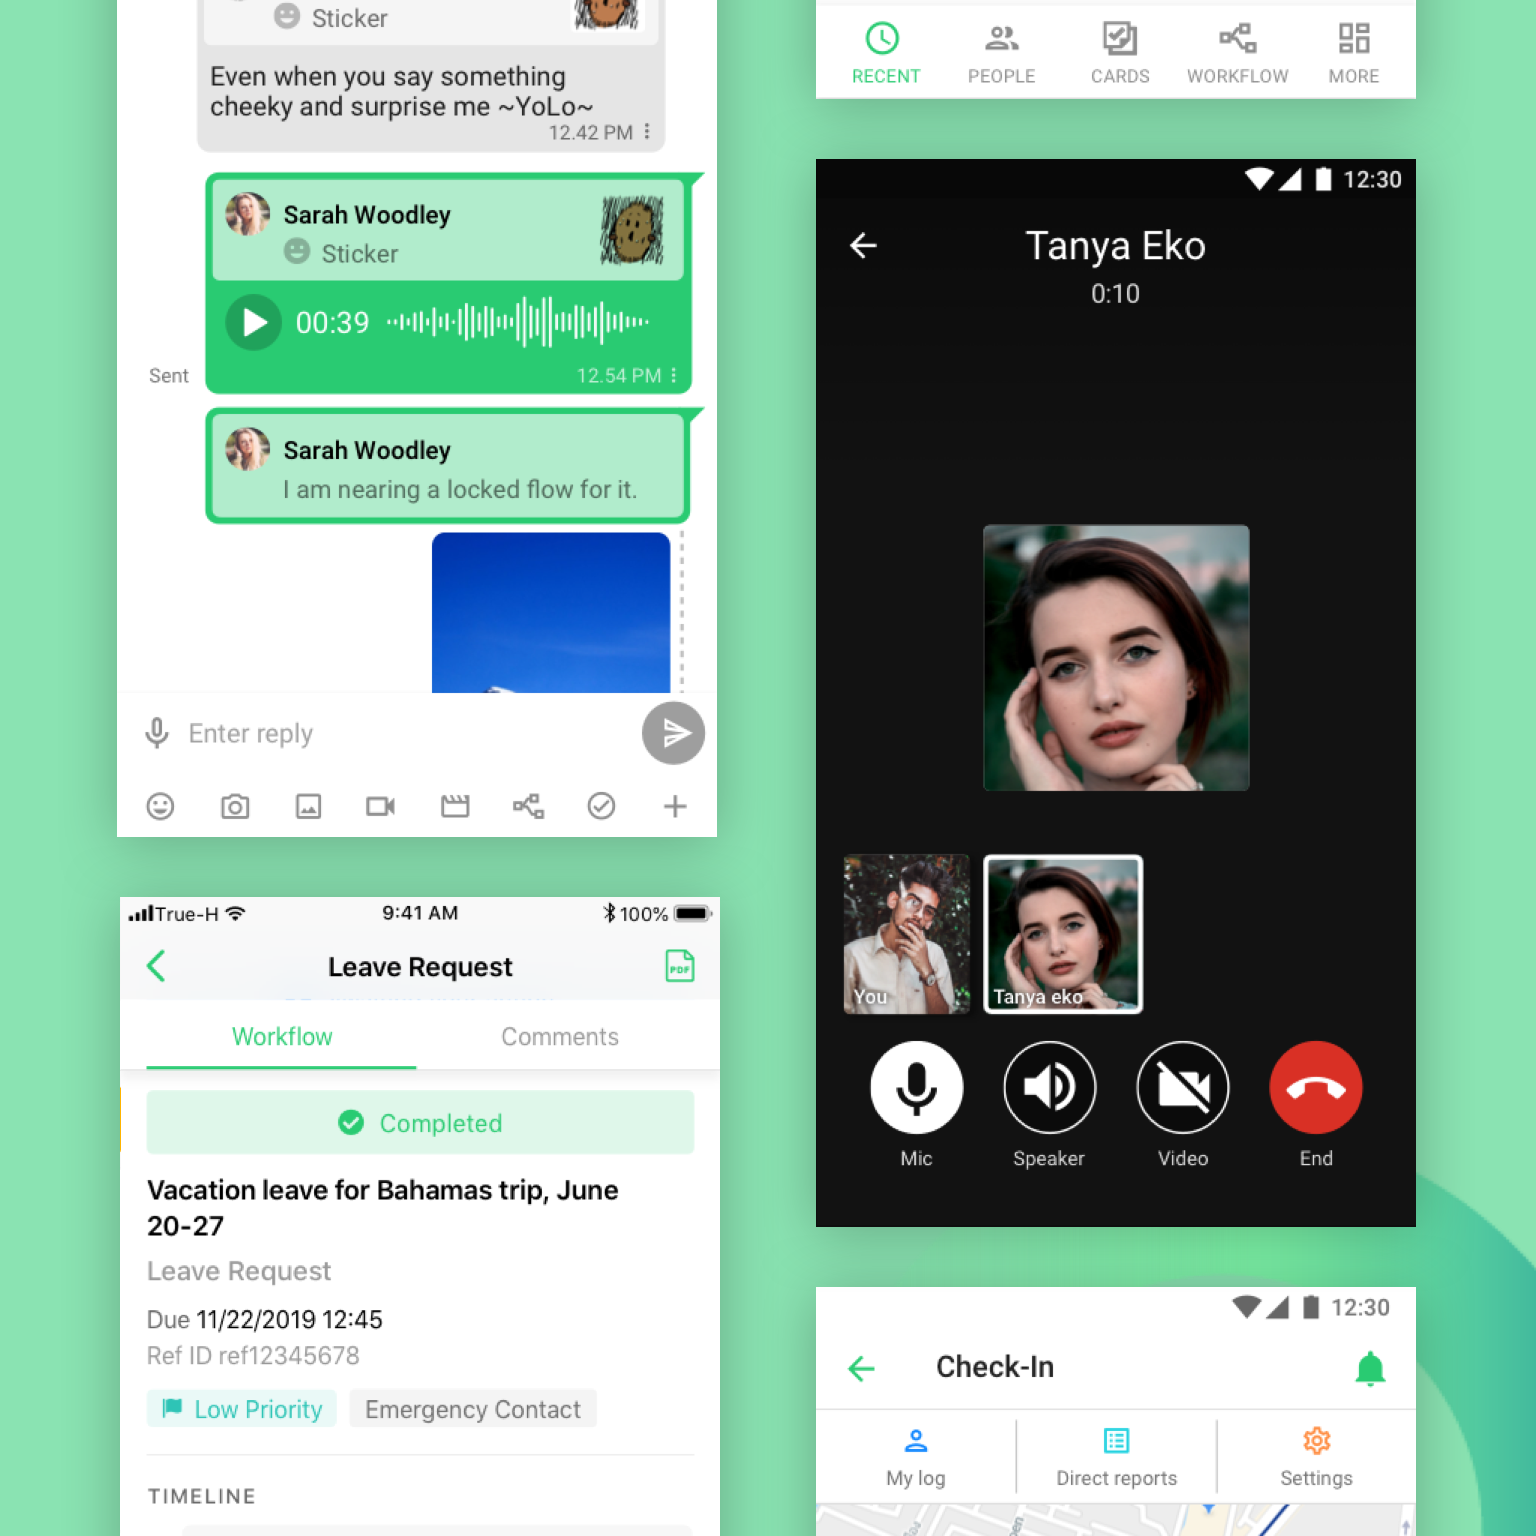 Sticker
Even when you say something
cheeky and surprise me ~YoLo~
12.42 PM
Sarah Woodley
Sticker
00:39
Sent
12.54 PM
Sarah Woodley
I am nearing a locked flow for it.
Enter reply
True-H
9:41 AM
100%
Leave Request
PDF
Workflow
Comments
Completed
Vacation leave for Bahamas trip, June
20-27
Leave Request
Due 11/22/2019 12:45
Ref ID ref12345678
Low Priority
Emergency Contact
TIMELINE
RECENT
PEOPLE
CARDS
WORKFLOW
MORE
12:30
Tanya Eko
0:10
You
Tanya eko
Mic
Speaker
Video
End
12:30
Check-In
My log
Direct reports
Settings